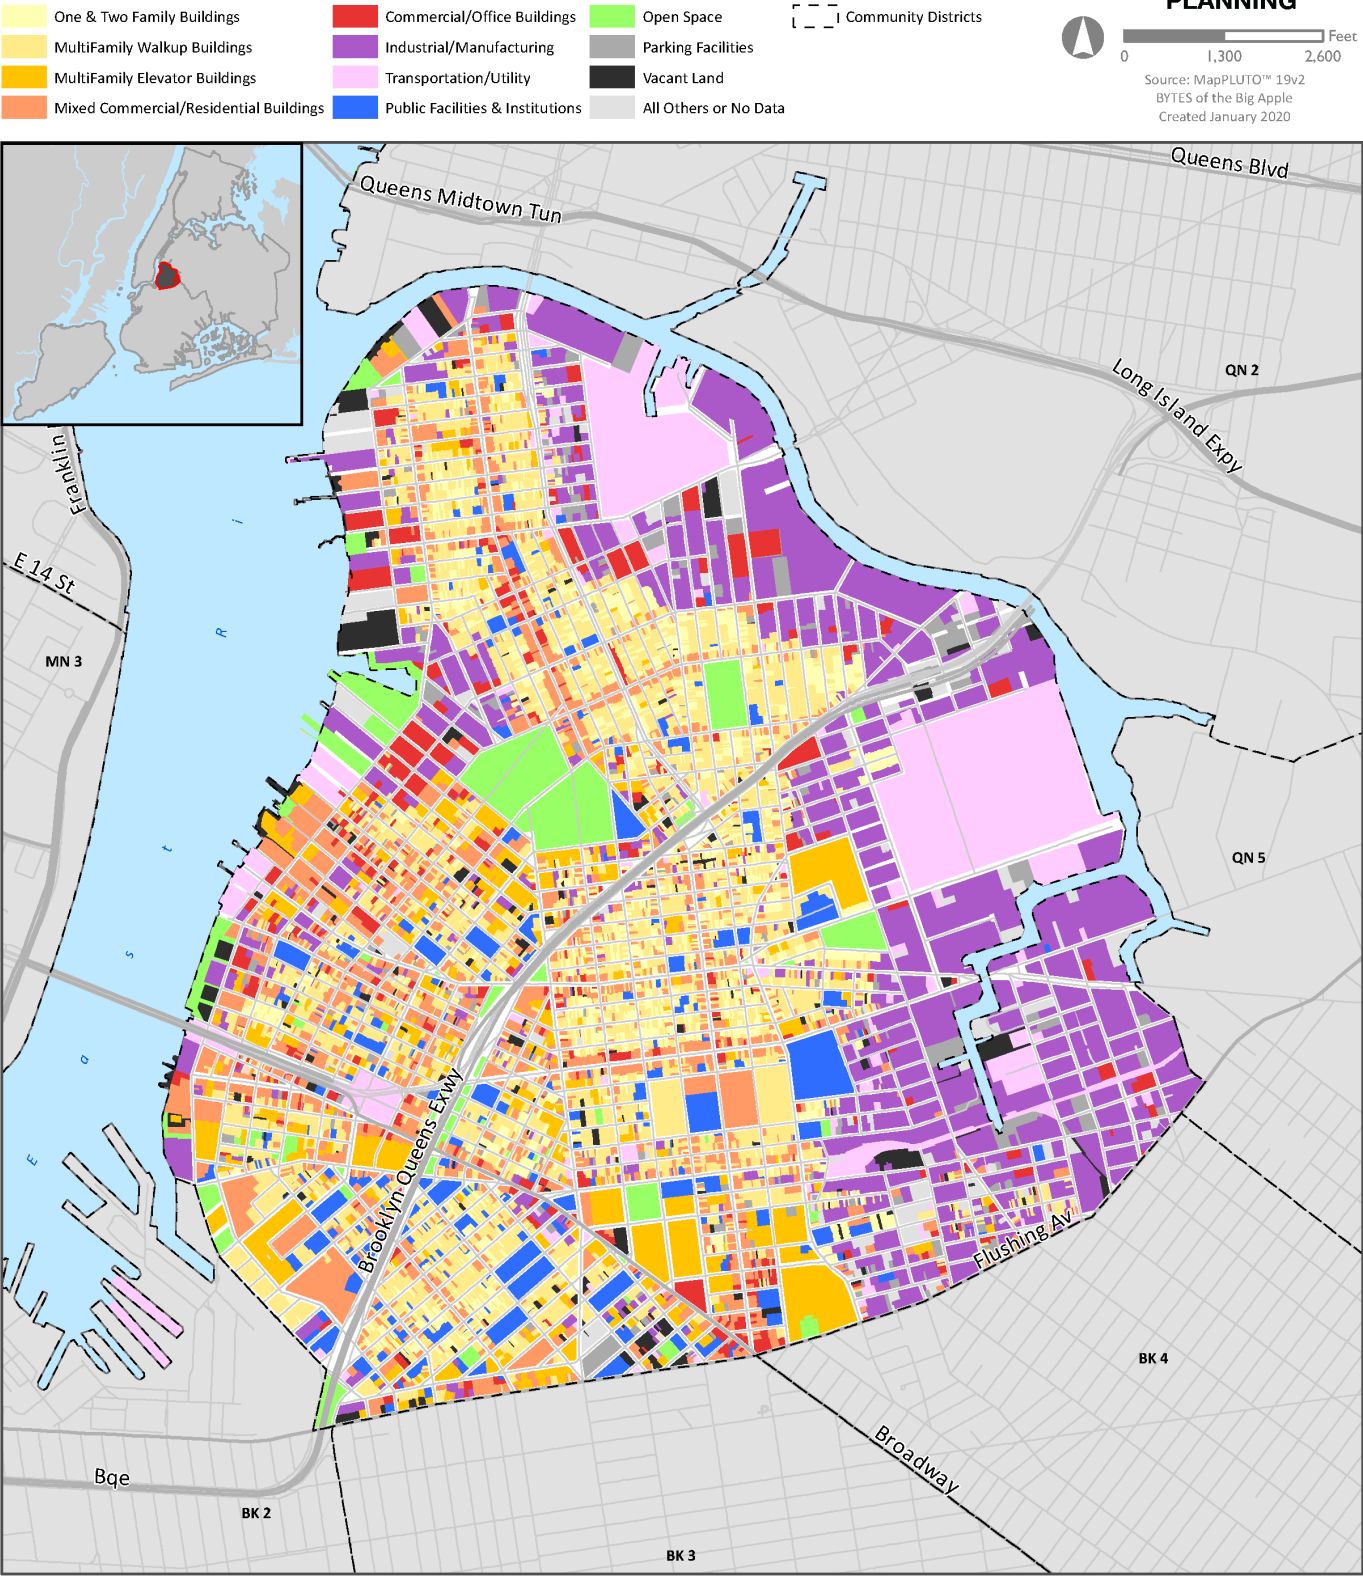 PLANNING
One & Two Family Buildings
MultiFamily Walkup Buildings
MultiFamily Elevator Buildings
Mixed Commercial/Residential Buildings
Commercial/Office Buildings
Industrial/Manufacturing
Transportation/Utility
Public Facilities & Institutions
Open Space
Parking Facilities
Vacant Land
All Others or No Data
Community Districts
Feet
0 1,300 2,600
Source: MapPLUTO™ 19v2
BYTES of the Big Apple
Created January 2020
Queens Blvd
Queens Midtown Tun
Long Island Expy
QN 2
Franklin
E 14 St
MN 3
QN 5
East Ri
Brooklyn Queens Exwy
Flushing Av
BK 4
Broadway
Bqe
BK 2
BK 3